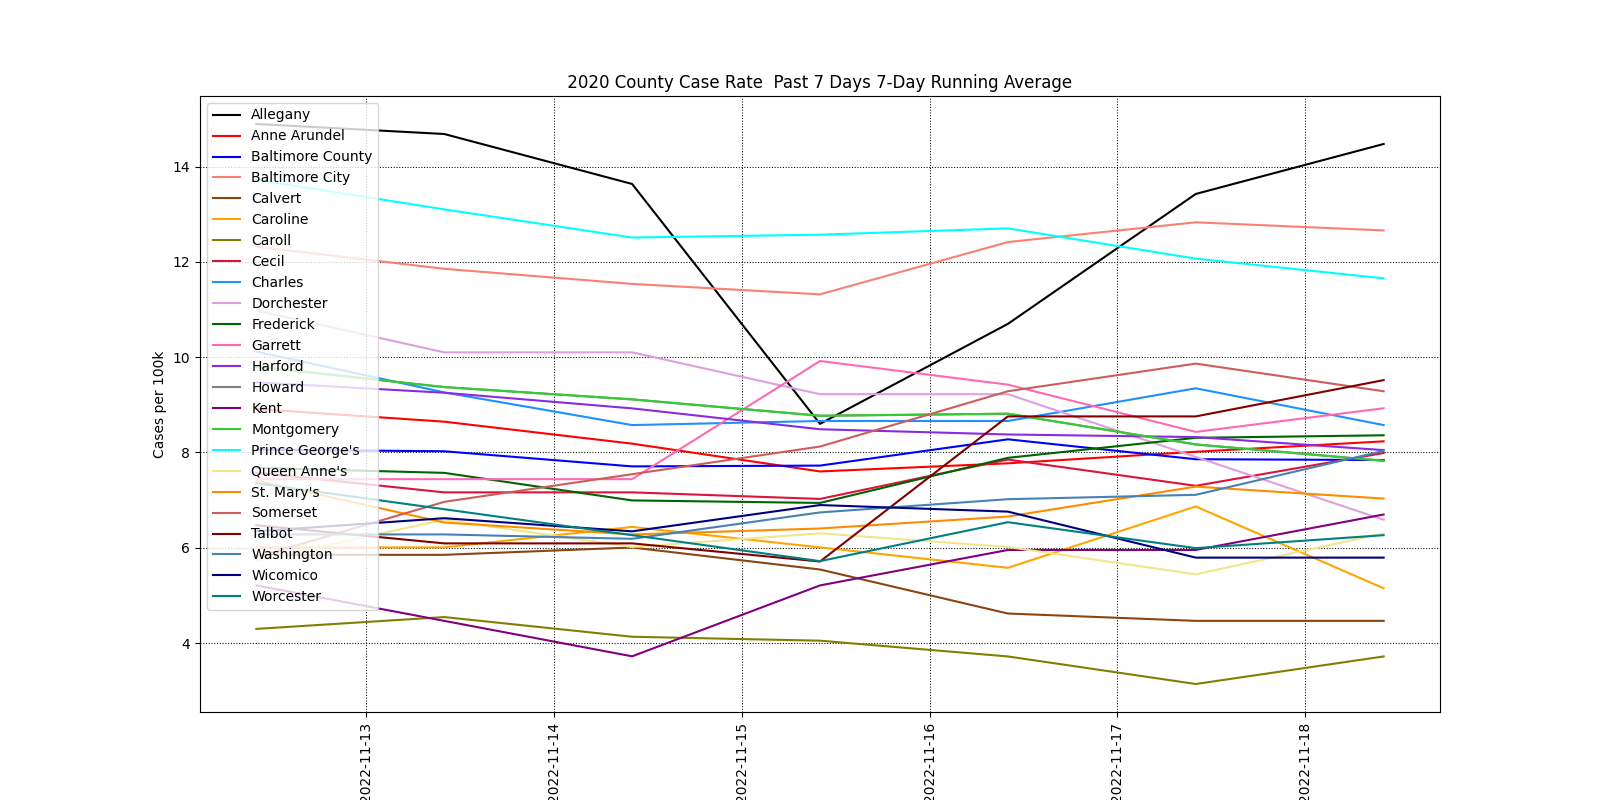 2020 County Case Rate  Past 7 Days 7-Day Running Average
Allegany
Anne Arundel
Baltimore County
Baltimore City
Calvert
Caroline
Caroll
Cecil
Charles
Dorchester
Frederick
Garrett
Harford
Howard
Kent
Montgomery
Prince George's
Queen Anne's
St. Mary's
Somerset
Talbot
Washington
Wicomico
Worcester
Cases per 100k
14
12
10
8
6
4
2022-11-13
2022-11-14
2022-11-15
2022-11-16
2022-11-17
2022-11-18